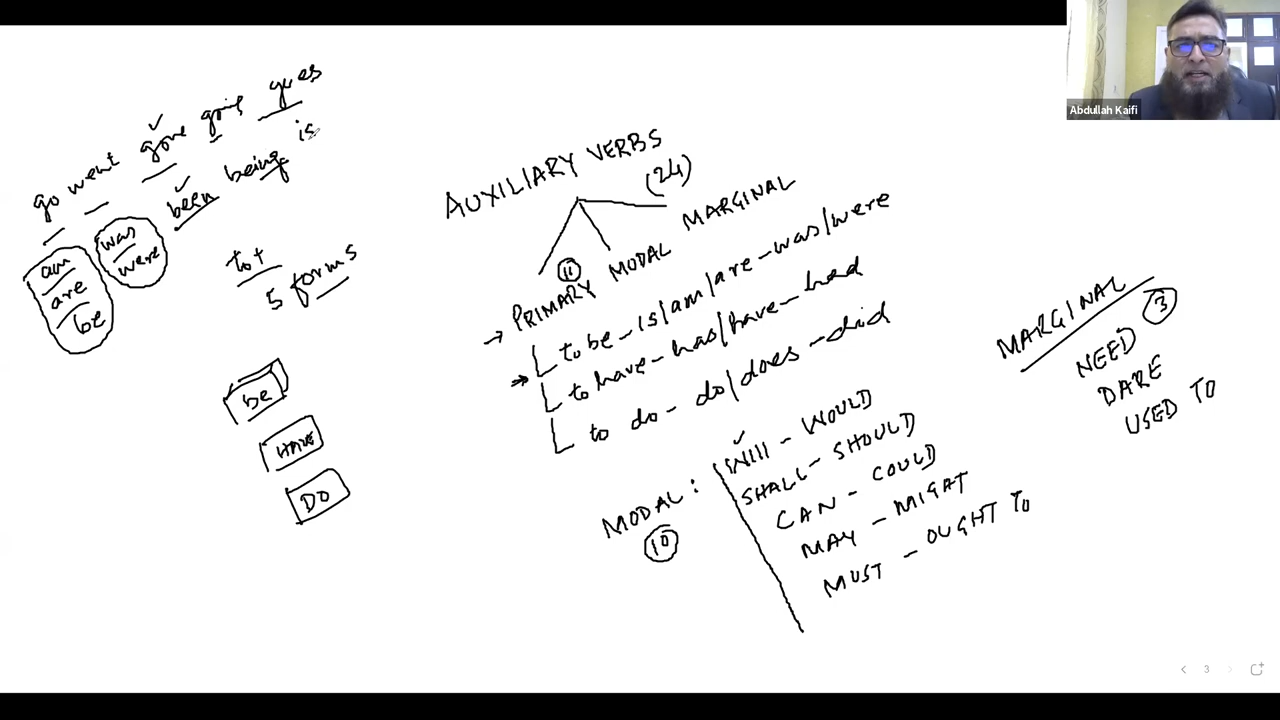 go went gone going goes
am was been being is
are were
be
tot
5 forms
be
HAVE
DO
AUXILIARY VERBS
(24)
11
PRIMARY MODAL MARGINAL
to be - is/am/are - was/were
to have - has/have - had
to do - do/does - did
MODAL:
10
Will - WOULD
SHALL - SHOULD
CAN - COULD
MAY - MIGHT
MUST - OUGHT TO
MARGINAL
3
NEED
DARE
USED TO
Abdullah Kaifi
3